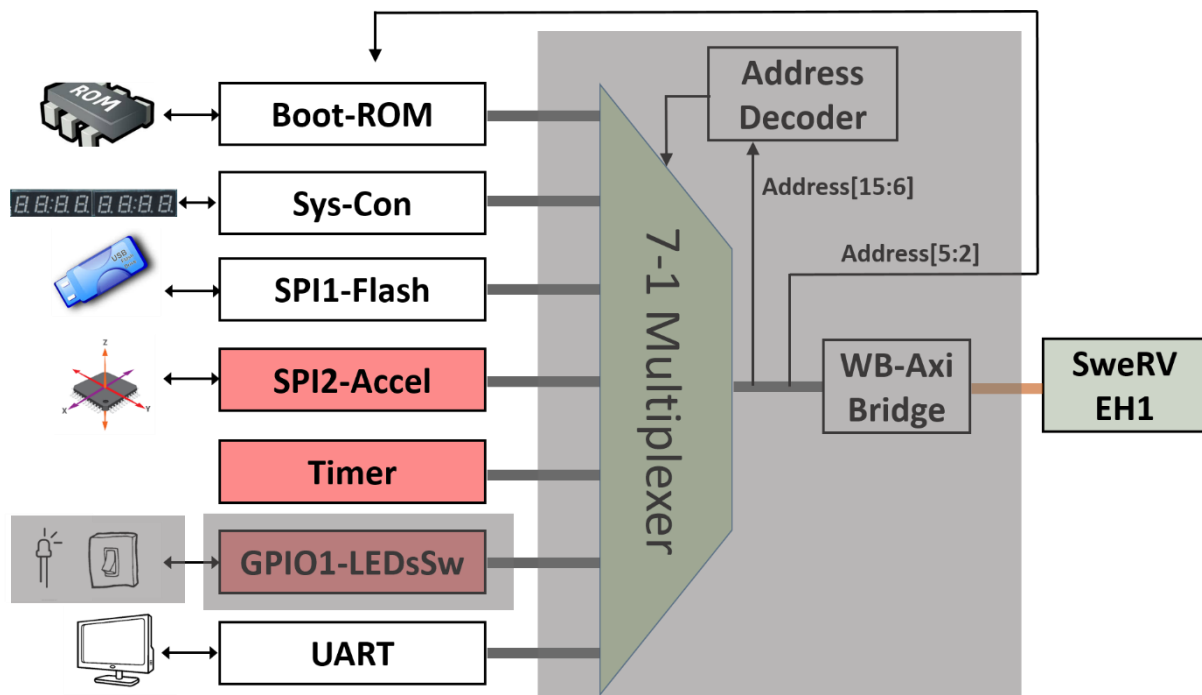 ROM
Boot-ROM
Address
Decoder
Address[15:6]
Sys-Con
Address[5:2]
USB
SPI1-Flash
7-1 Multiplexer
Z
X
Y
SPI2-Accel
WB-Axi
Bridge
SweRV
EH1
Timer
GPIO1-LEDsSw
UART